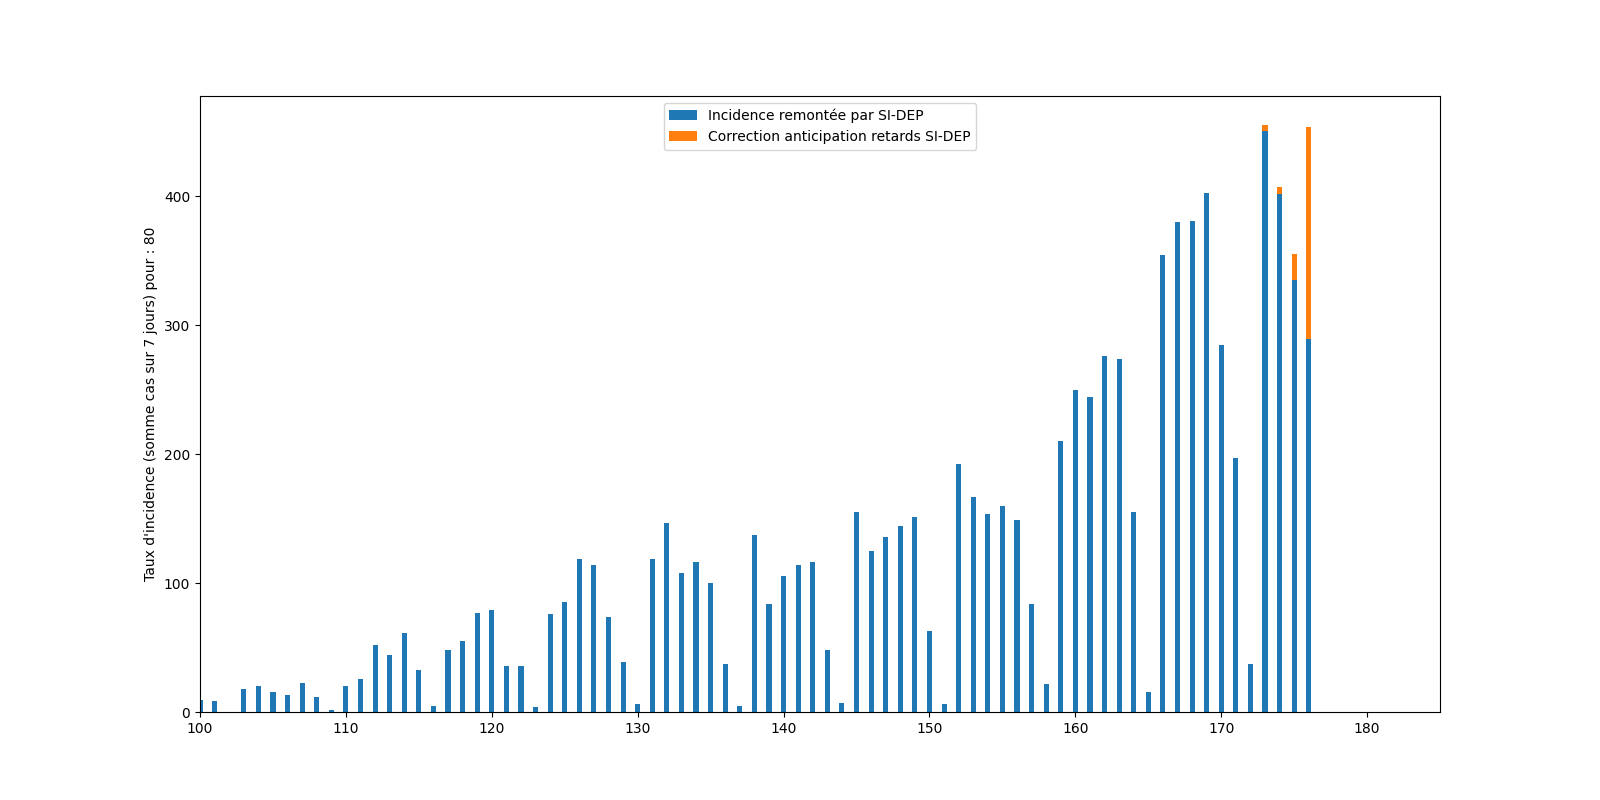 Incidence remontée par SI-DEP
Correction anticipation retards SI-DEP
Taux d'incidence (somme cas sur 7 jours) pour : 80
400
300
200
100
0
100 110 120 130 140 150 160 170 180